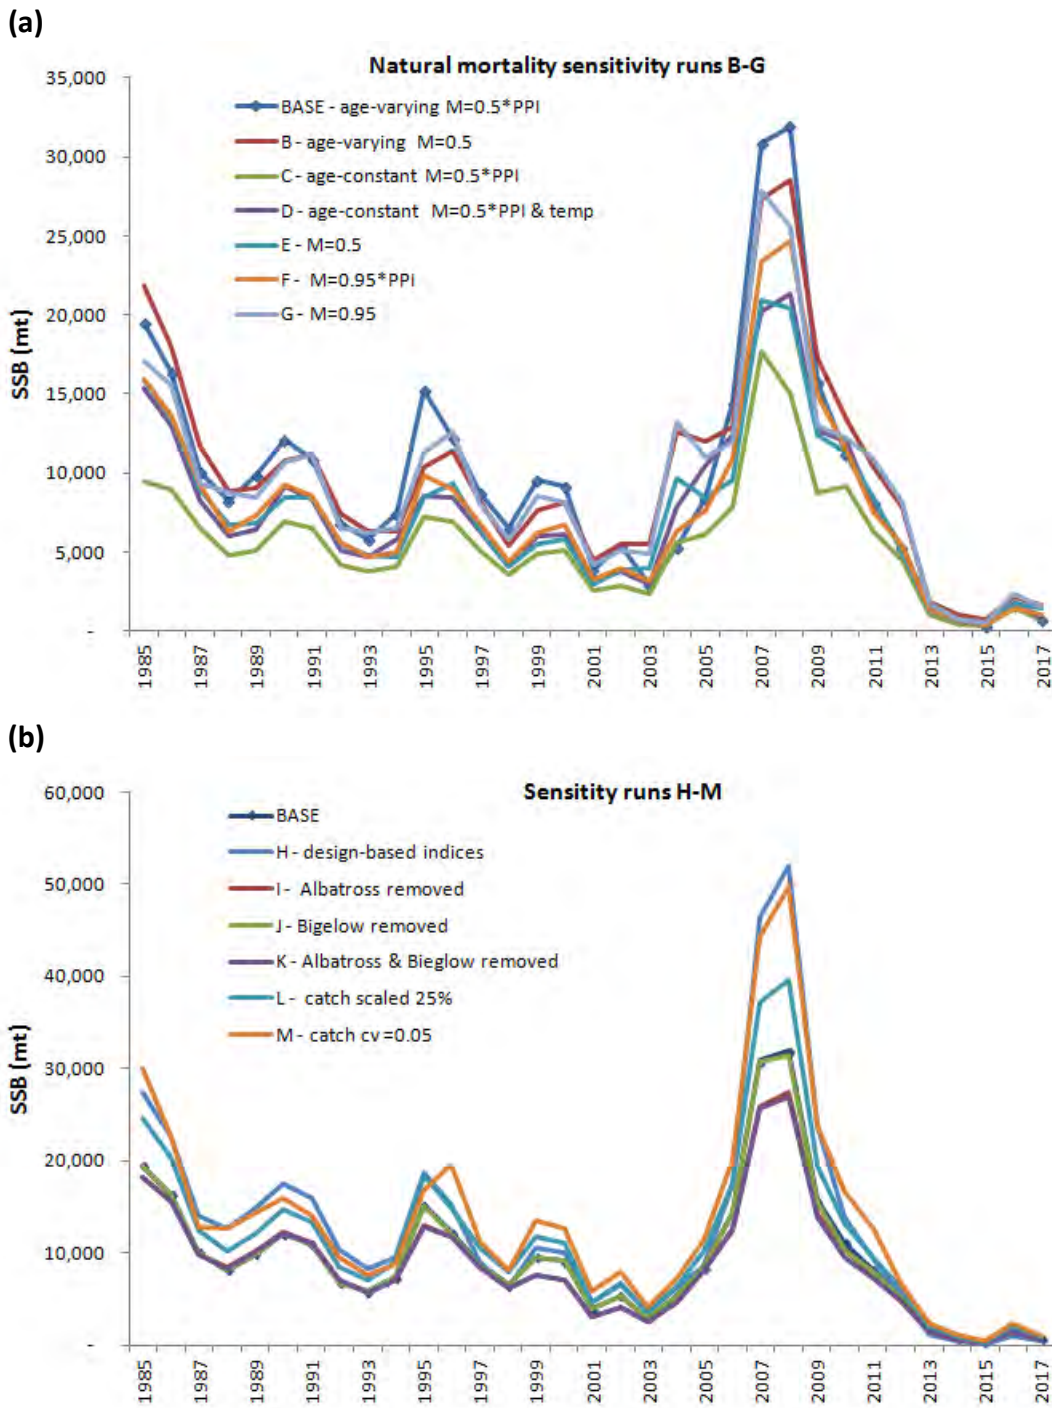 (a)
Natural mortality sensitivity runs B-G
35,000
30,000
25,000
20,000
15,000
10,000
5,000
-
SSB (mt)
BASE - age-varying M=0.5*PPI
B - age-varying M=0.5
C - age-constant M=0.5*PPI
D - age-constant M=0.5*PPI & temp
E - M=0.5
F - M=0.95*PPI
G - M=0.95
1985
1987
1989
1991
1993
1995
1997
1999
2001
2003
2005
2007
2009
2011
2013
2015
2017
(b)
Sensitity runs H-M
60,000
50,000
40,000
30,000
20,000
10,000
-
SSB (mt)
BASE
H - design-based indices
I - Albatross removed
J - Bigelow removed
K - Albatross & Bieglow removed
L - catch scaled 25%
M - catch cv =0.05
1985
1987
1989
1991
1993
1995
1997
1999
2001
2003
2005
2007
2009
2011
2013
2015
2017